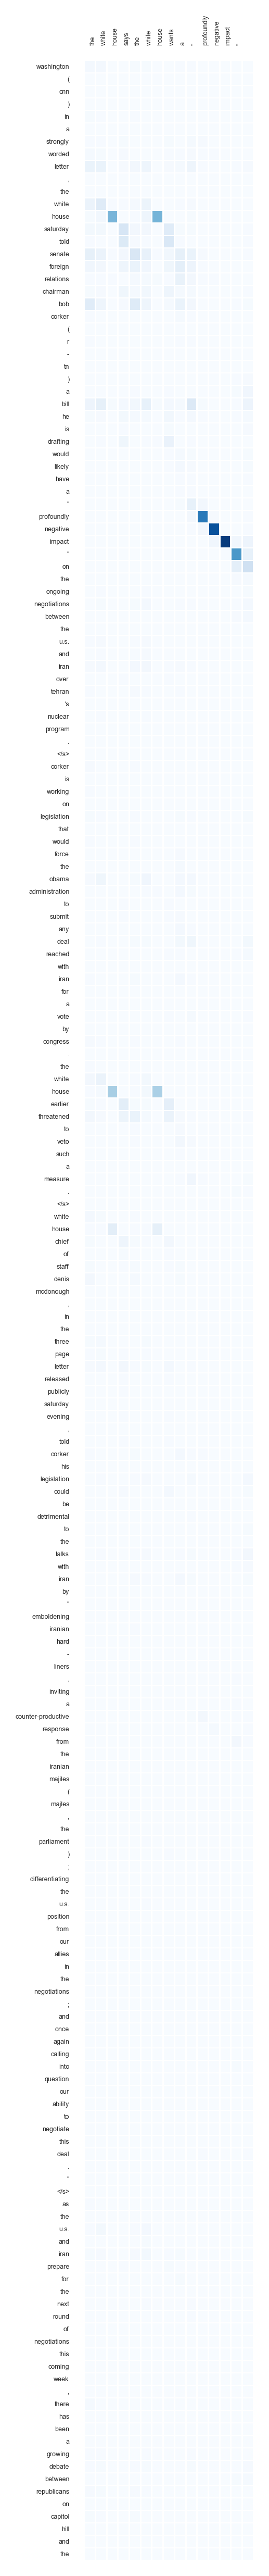 the white house says the white house wants a " profoundly negative impact "
washington
(
cnn
)
in
a
strongly
worded
letter
,
the
white
house
saturday
told
senate
foreign
relations
chairman
bob
corker
(
r
-
tn
)
a
bill
he
is
drafting
would
likely
have
a
"
profoundly
negative
impact
"
on
the
ongoing
negotiations
between
the
u.s.
and
iran
over
tehran
's
nuclear
program
.
</s>
corker
is
working
on
legislation
that
would
force
the
obama
administration
to
submit
any
deal
reached
with
iran
for
a
vote
by
congress
.
the
white
house
earlier
threatened
to
veto
such
a
measure
.
</s>
white
house
chief
of
staff
denis
mcdonough
,
in
the
three
page
letter
released
publicly
saturday
evening
,
told
corker
his
legislation
could
be
detrimental
to
the
talks
with
iran
by
"
emboldening
iranian
hard
-
liners
,
inviting
a
counter-productive
response
from
the
iranian
majiles
(
majles
,
the
parliament
)
;
differentiating
the
u.s.
position
from
our
allies
in
the
negotiations
;
and
once
again
calling
into
question
our
ability
to
negotiate
this
deal
.
"
</s>
as
the
u.s.
and
iran
prepare
for
the
next
round
of
negotiations
this
coming
week
,
there
has
been
a
growing
debate
between
republicans
on
capitol
hill
and
the